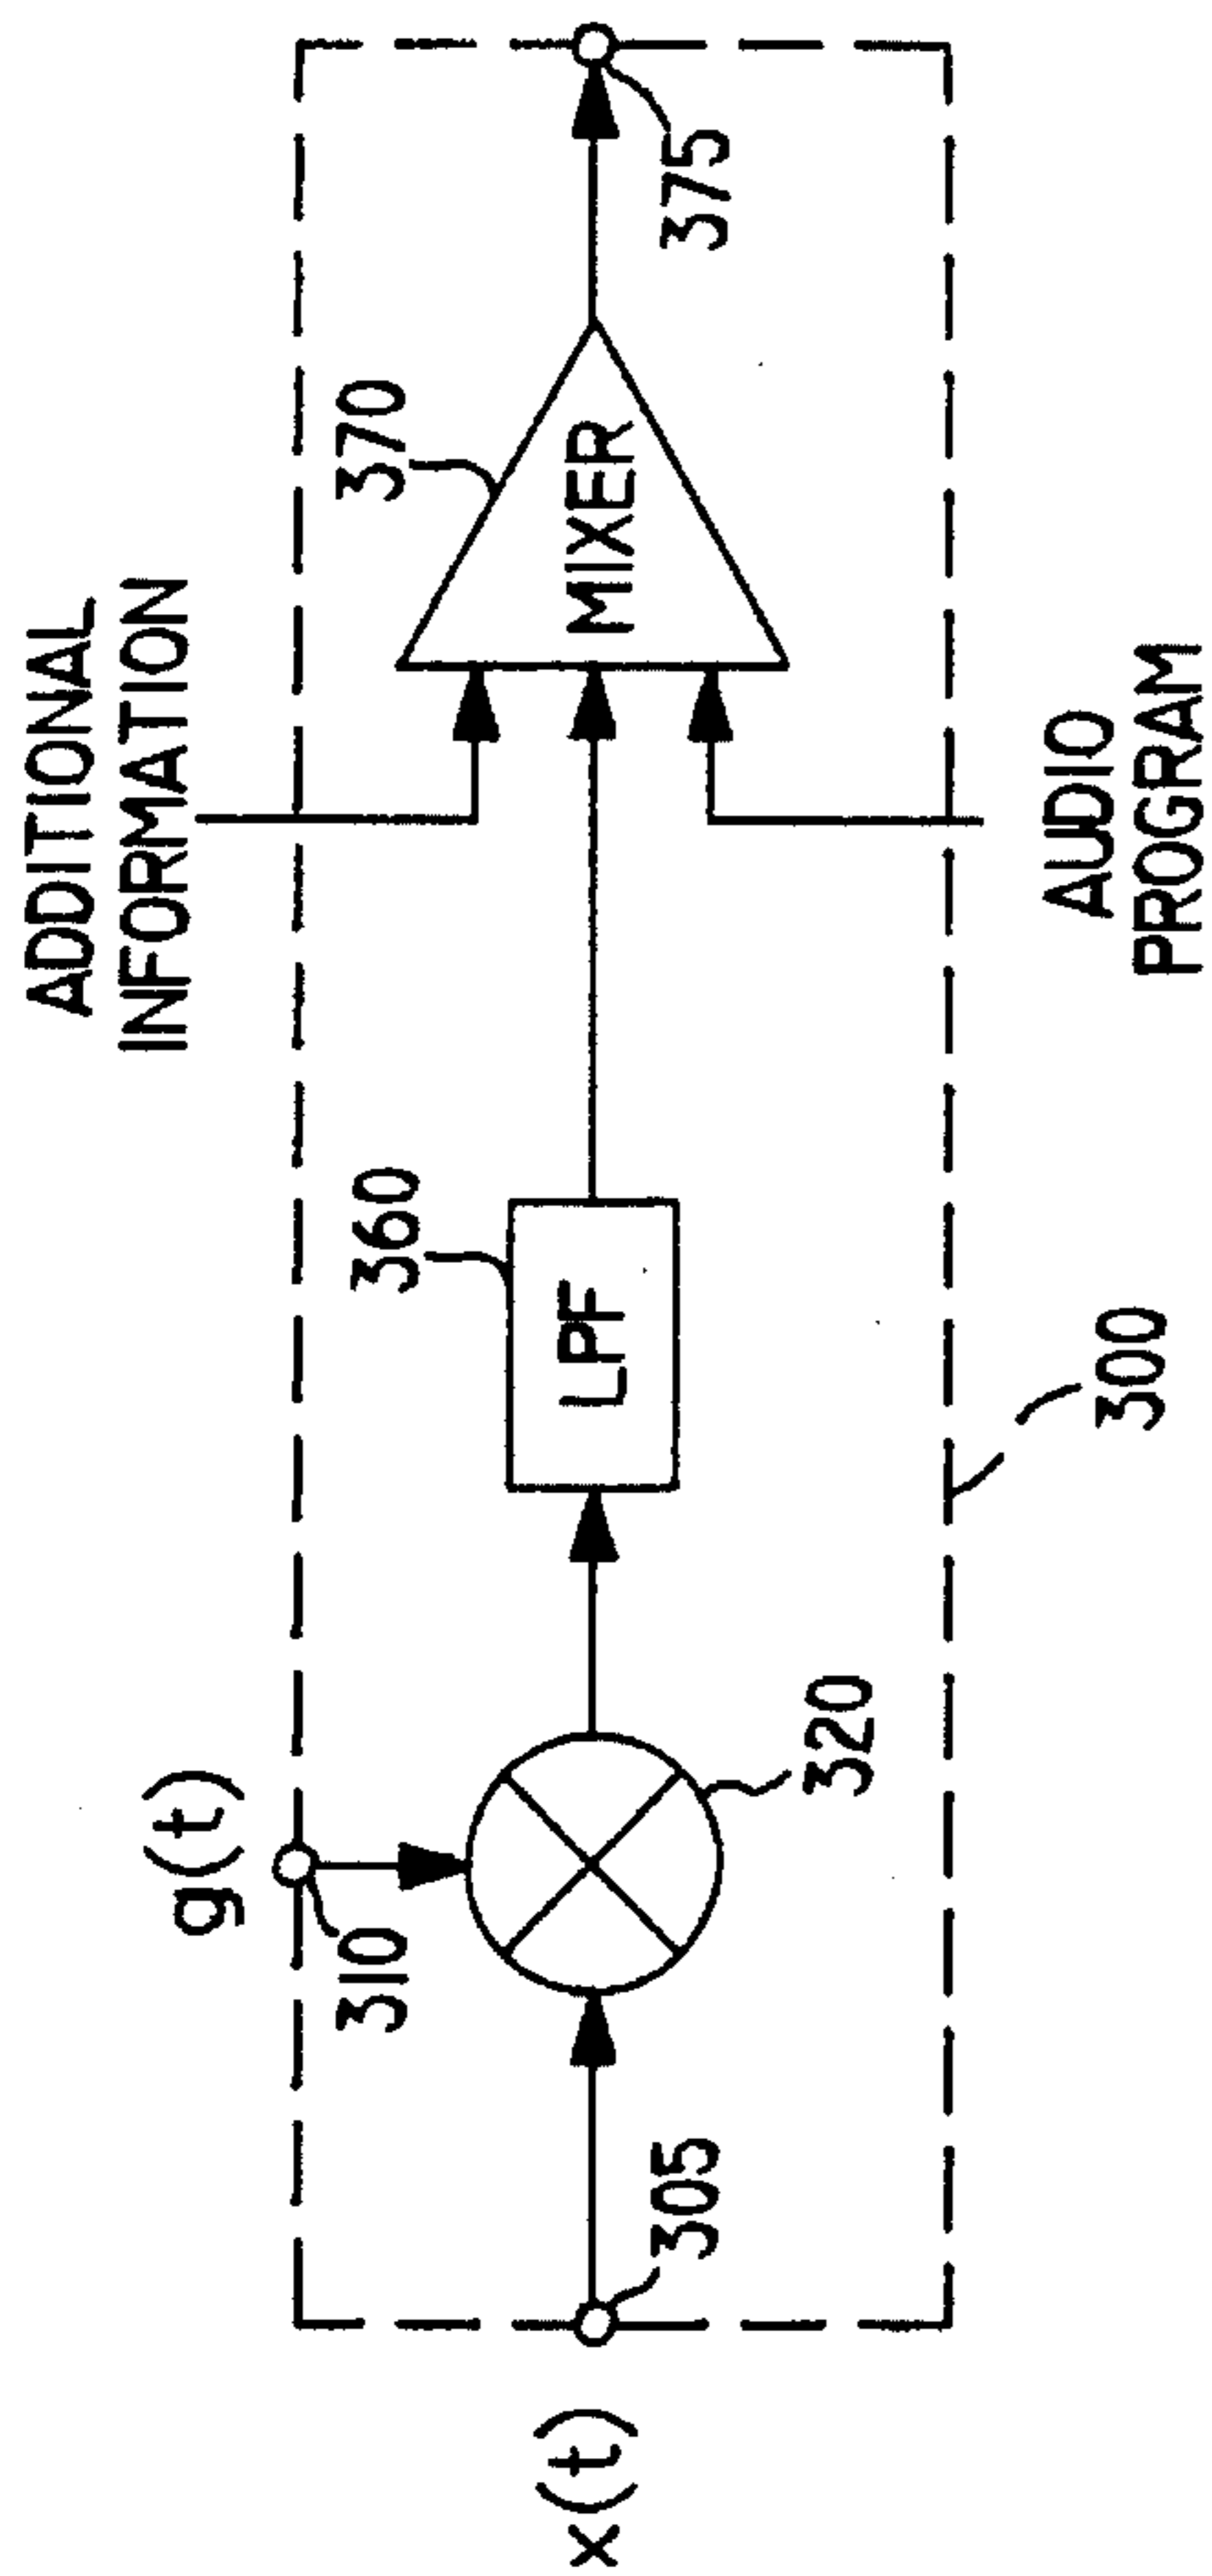 ADDITIONAL
INFORMATION
g(t)
310
360
370
x(t)
305
320
LPF
MIXER
375
300
AUDIO
PROGRAM